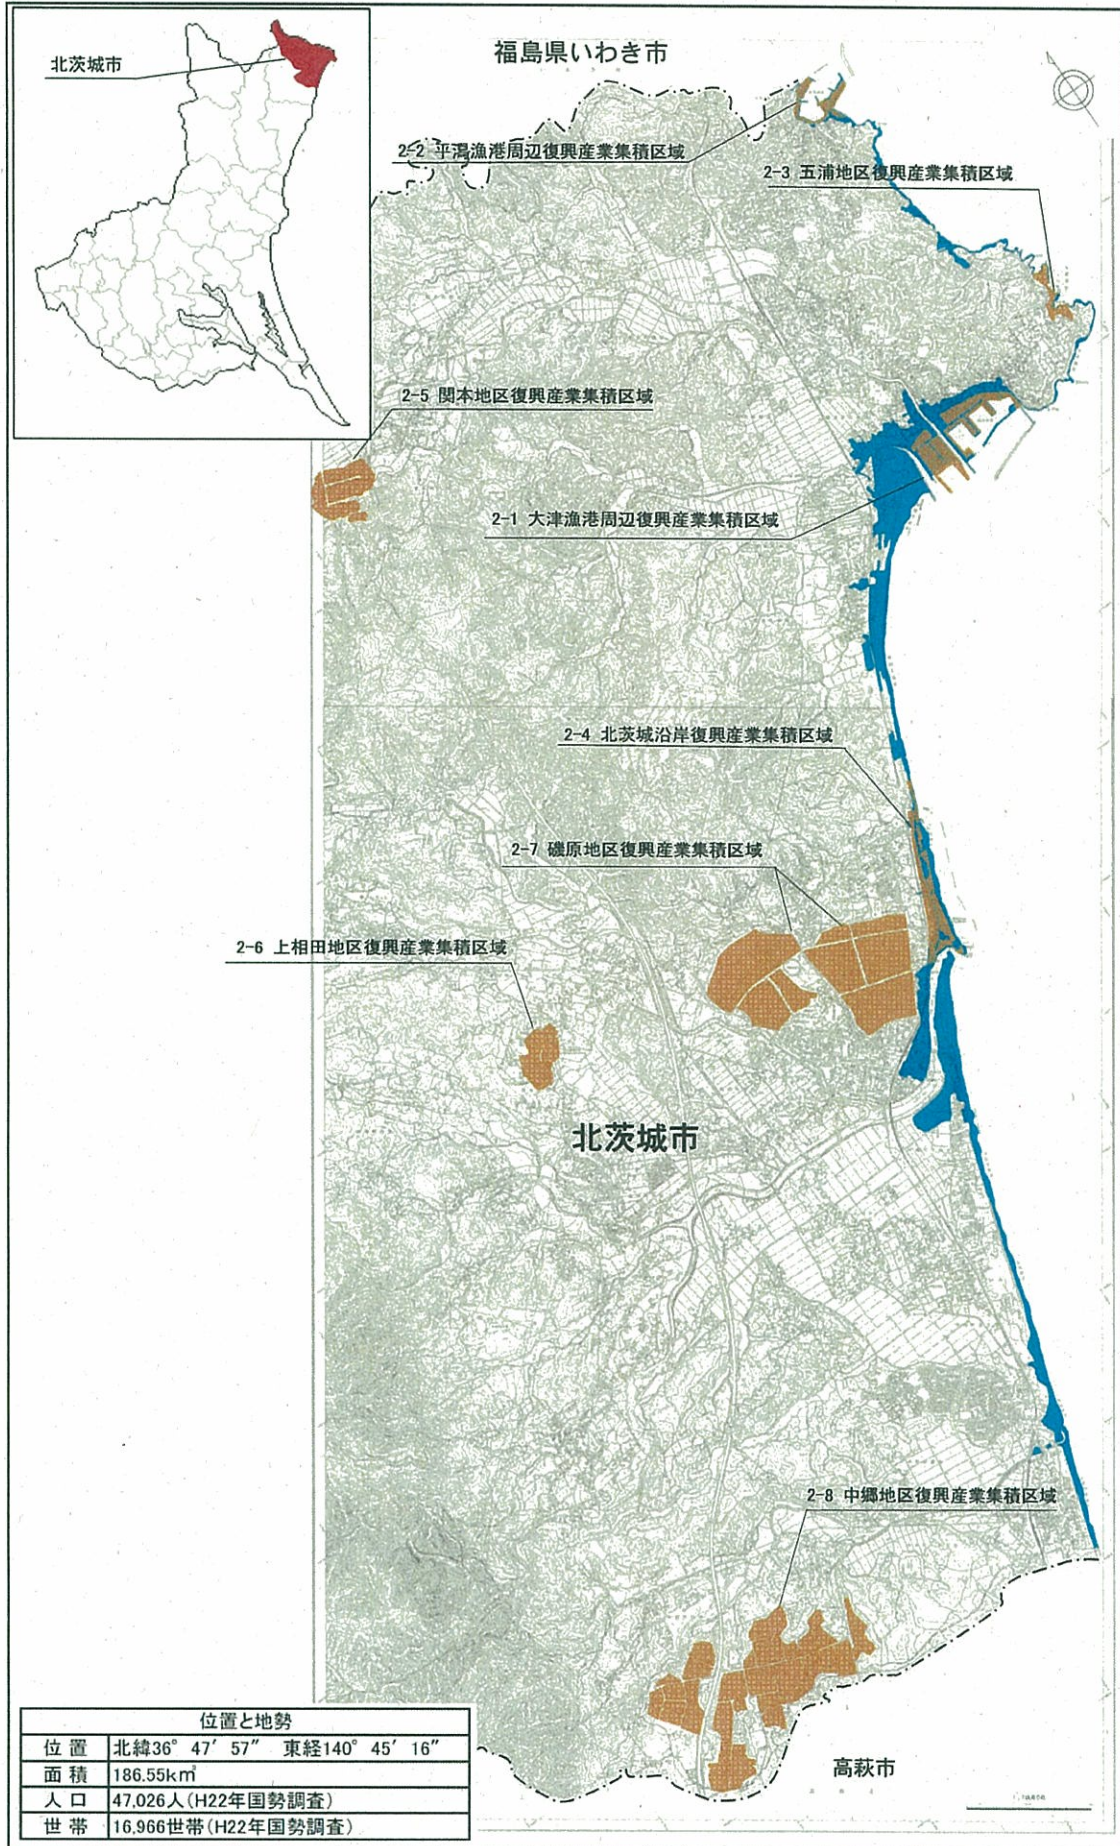 北茨城市
福島県いわき市
2-2 平潟漁港周辺復興産業集積区域
2-3 五浦地区復興産業集積区域
2-5 関本地区復興産業集積区域
2-1 大津漁港周辺復興産業集積区域
2-4 北茨城沿岸復興産業集積区域
2-7 磯原地区復興産業集積区域
2-6 上相田地区復興産業集積区域
北茨城市
2-8 中郷地区復興産業集積区域
高萩市
位置と地勢
位置 北緯36° 47′ 57″ 東経140° 45′ 16″
面積 186.55k㎡
人口 47,026人(H22年国勢調査)
世帯 16,966世帯(H22年国勢調査)